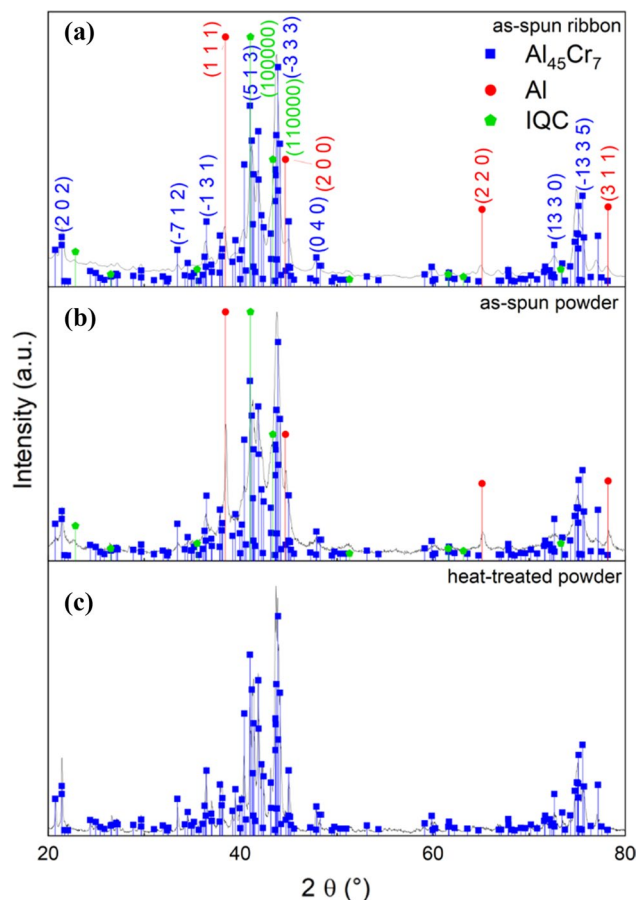 (a)
as-spun ribbon
Al₄₅Cr₇
Al
IQC
(2 0 2)
(-7 1 2)
(-1 3 1)
(1 1 1)
(5 1 3)
(100000)
(110000)
(-3 3 3)
(2 0 0)
(0 4 0)
(2 2 0)
(13 3 0)
(-13 3 5)
(3 1 1)
(b)
as-spun powder
Intensity (a.u.)
(c)
heat-treated powder
20
40
60
80
2 θ (°)